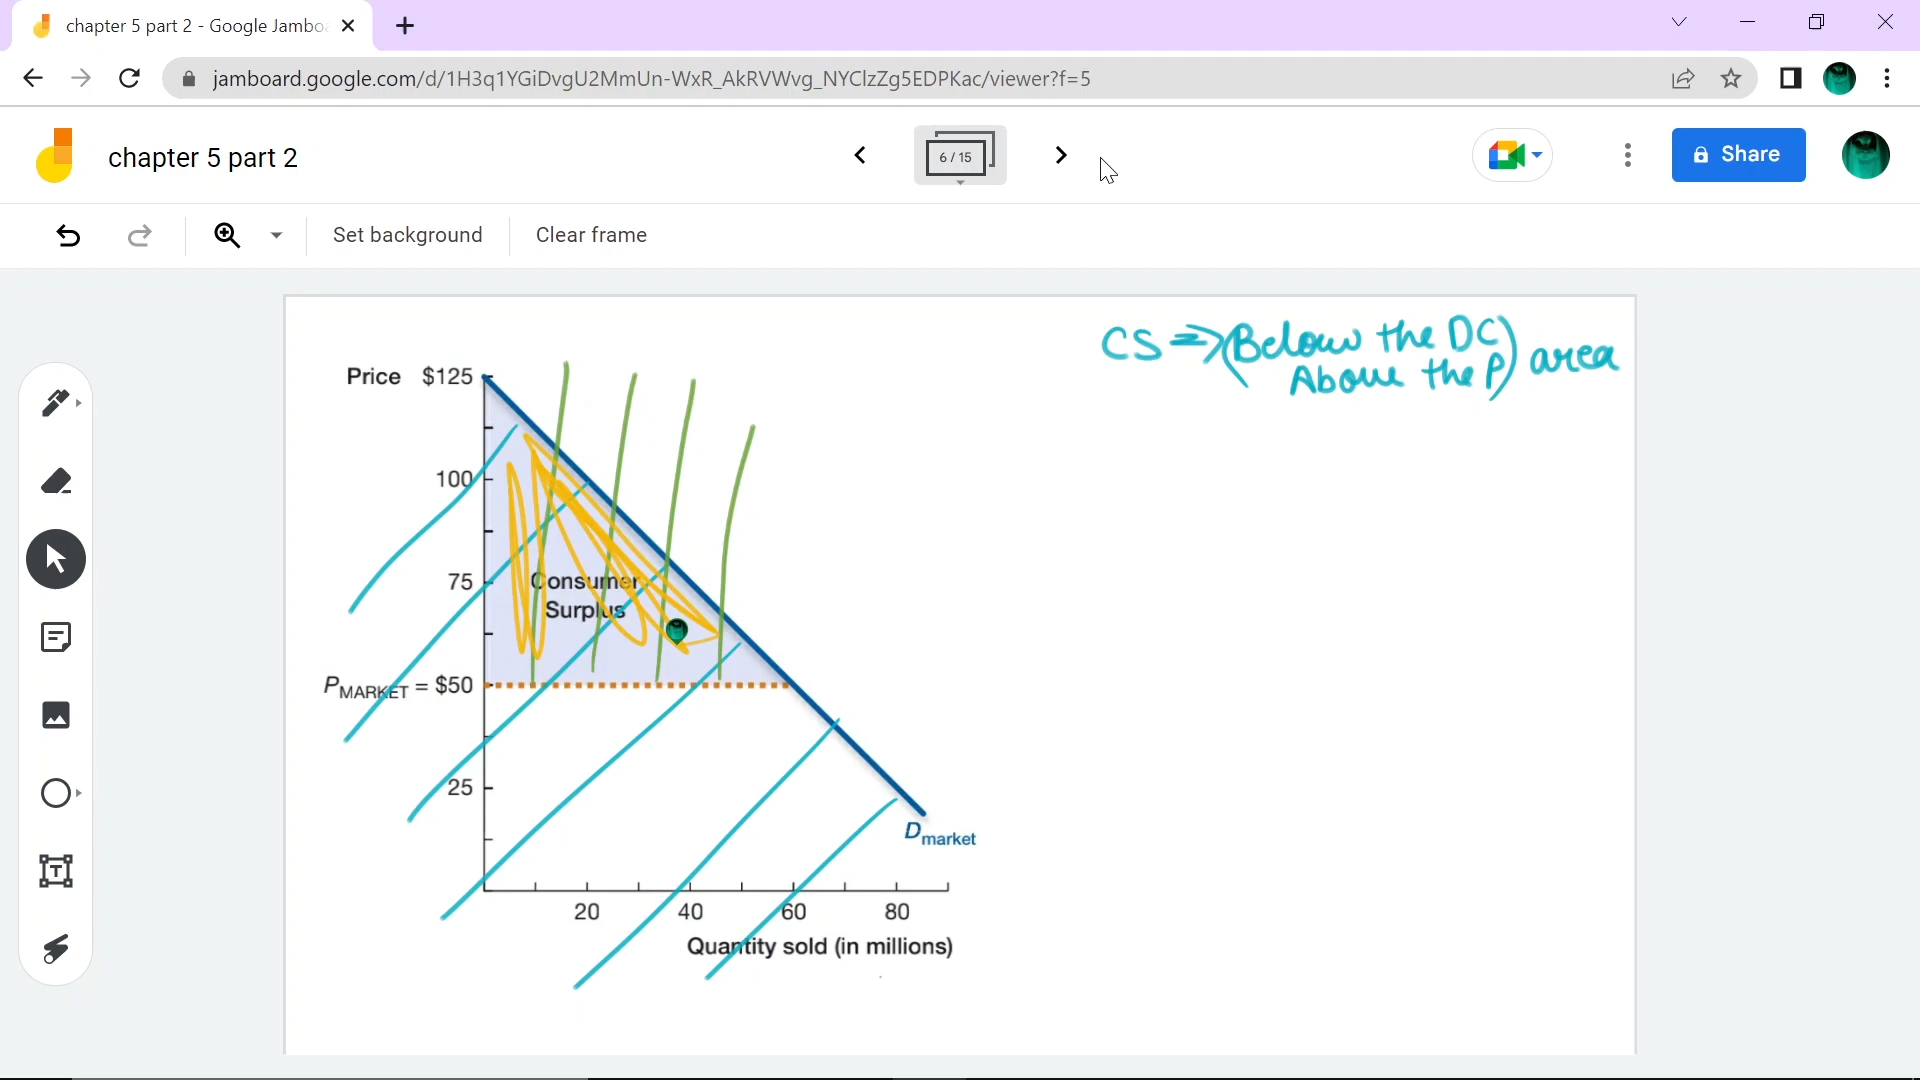 chapter 5 part 2 - Google Jambo
jamboard.google.com/d/1H3q1YGiDvgU2MmUn-WxR_AkRVWvg_NYClzZg5EDPKac/viewer?f=5
chapter 5 part 2
6 / 15
Share
Set background
Clear frame
CS ⇒ (Below the DC
Above the P) area
Price $125
100
75
Consumer
Surplus
PMARKET = $50
25
Dmarket
20 40 60 80
Quantity sold (in millions)